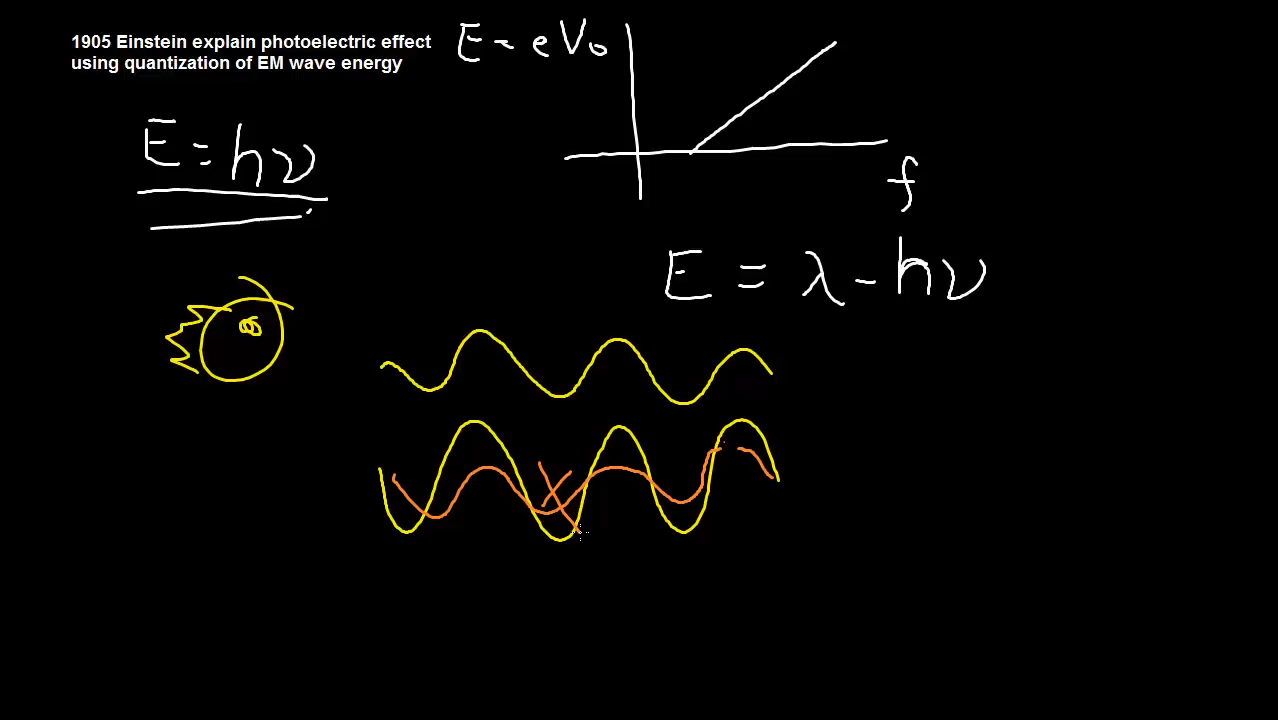 1905 Einstein explain photoelectric effect
using quantization of EM wave energy
E = eV₀
E = hν
f
E = λ - hν